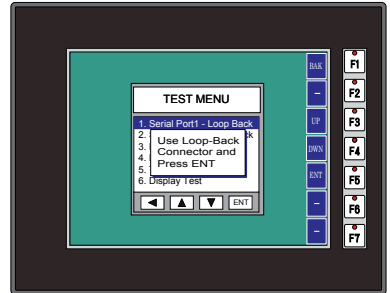 TEST MENU
1. Serial Port1 - Loop Back
2.
3.
4.
5.
6. Display Test
Use Loop-Back
Connector and
Press ENT
ENT
BAK
–
UP
DWN
ENT
–
–
F1
F2
F3
F4
F5
F6
F7